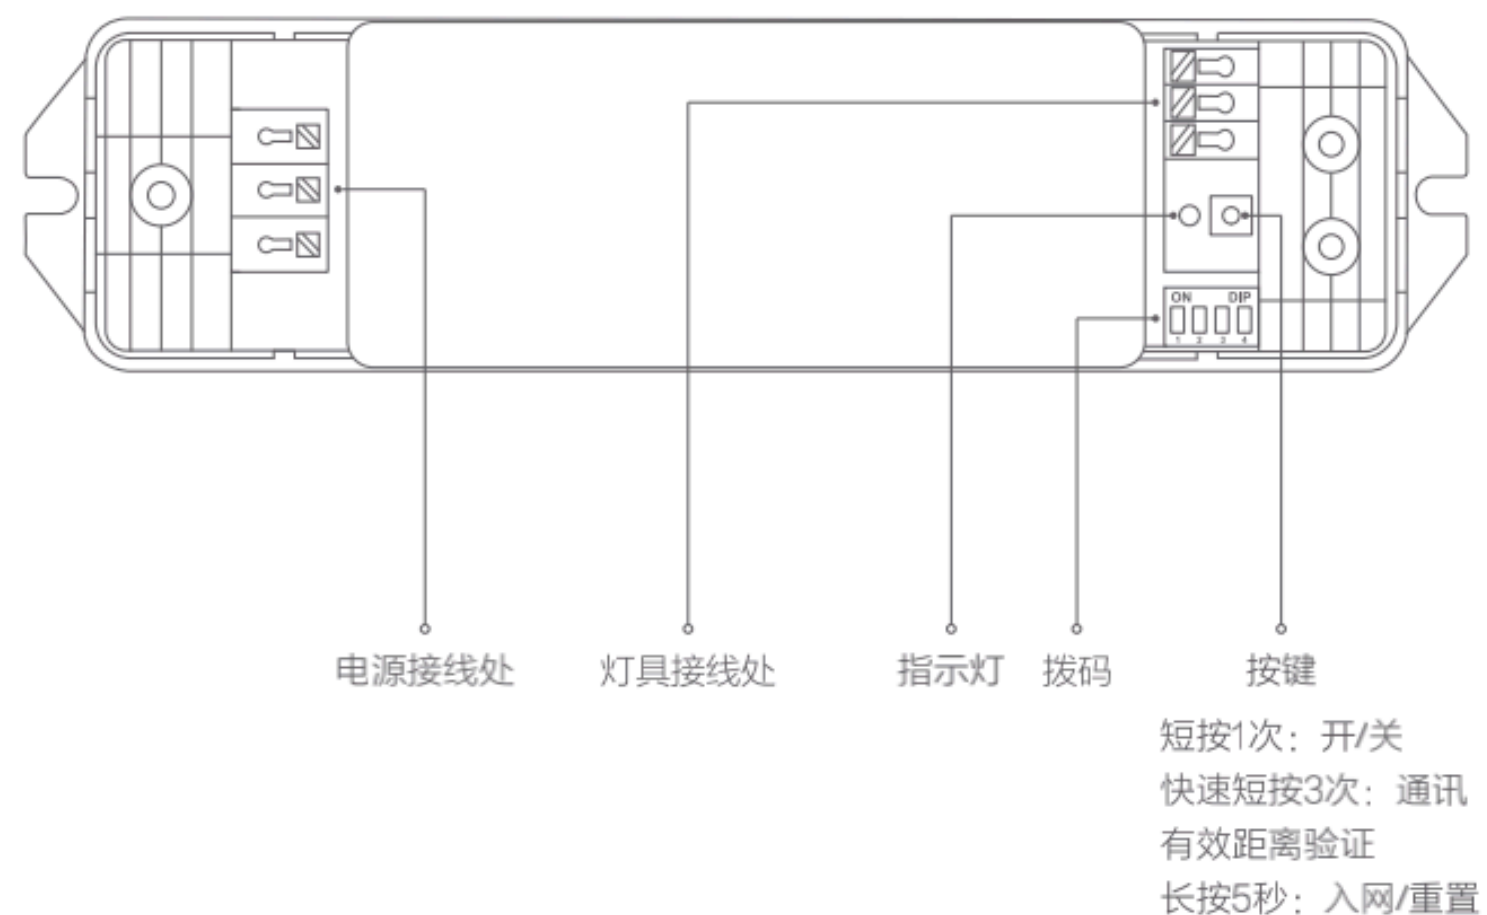 ON DIP
1 2 3 4
电源接线处 灯具接线处 指示灯 拨码 按键
短按1次：开/关
快速短按3次：通讯
有效距离验证
长按5秒：入网/重置